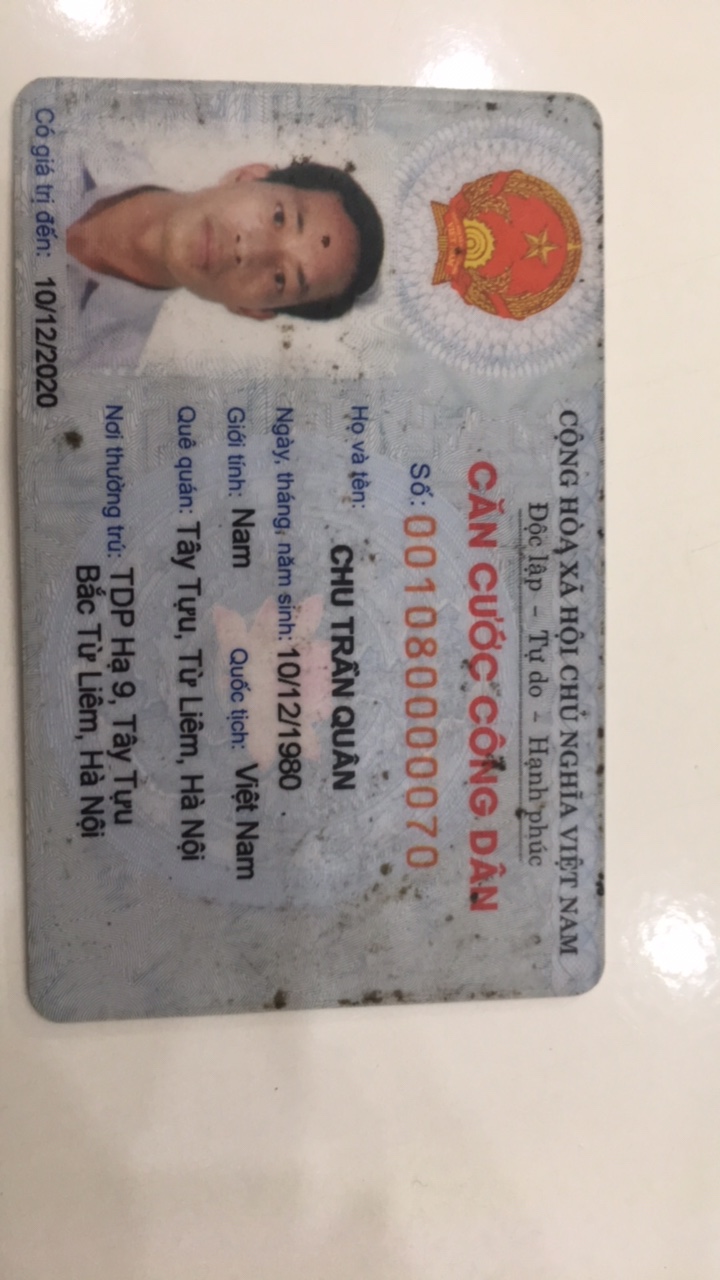 CỘNG HÒA XÃ HỘI CHỦ NGHĨA VIỆT NAM
Độc lập – Tự do – Hạnh phúc
CĂN CƯỚC CÔNG DÂN
Số: 001080000070
Họ và tên: CHU TRẦN QUÂN
Ngày, tháng, năm sinh: 10/12/1980
Giới tính: Nam Quốc tịch: Việt Nam
Quê quán: Tây Tựu, Từ Liêm, Hà Nội
Nơi thường trú: TDP Hạ 9, Tây Tựu
Bắc Từ Liêm, Hà Nội
Có giá trị đến: 10/12/2020
VIỆT NAM